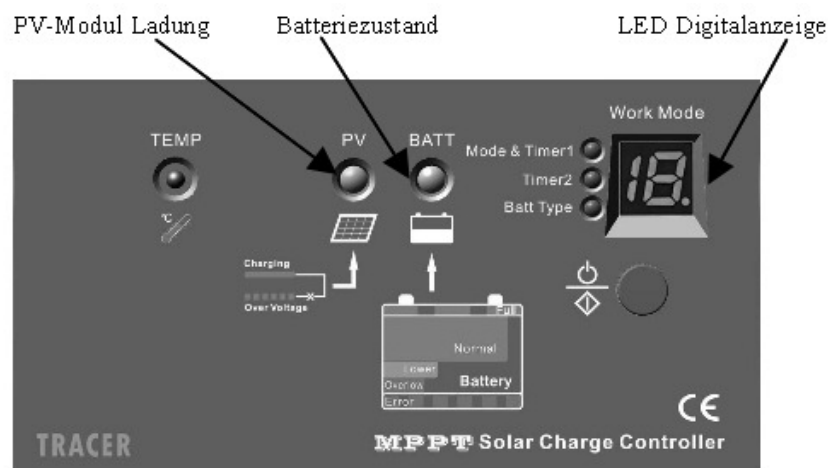 PV-Modul Ladung Batteriezustand LED Digitalanzeige
Work Mode
TEMP PV BATT
Mode & Timer1
Timer2
Batt Type
18.
°C
Charging
Over Voltage
Full
Normal
Lower
Overlow
Battery
Error
CE
TRACER MPPT Solar Charge Controller